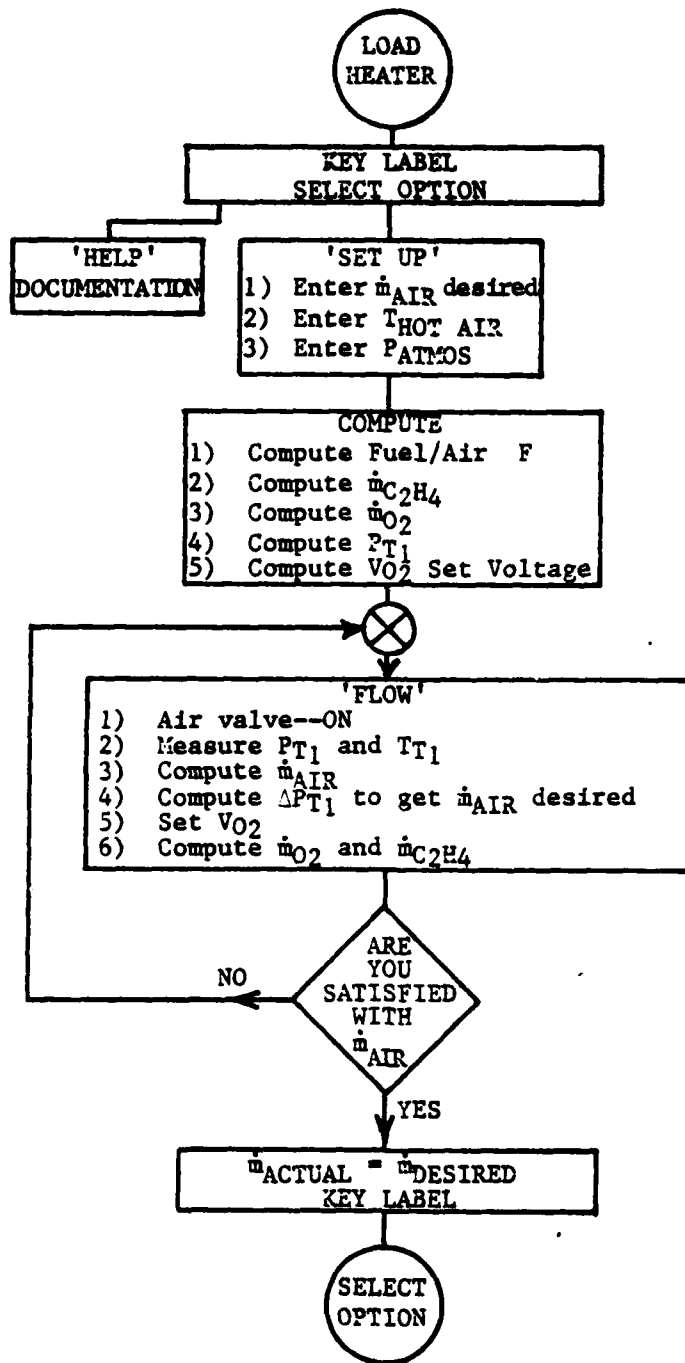 LOAD
HEATER
KEY LABEL
SELECT OPTION
'HELP'
DOCUMENTATION
'SET UP'
1) Enter ṁAIR desired
2) Enter THOT AIR
3) Enter PATMOS
COMPUTE
1) Compute Fuel/Air F
2) Compute ṁC2H4
3) Compute ṁO2
4) Compute PT1
5) Compute VO2 Set Voltage
'FLOW'
1) Air valve--ON
2) Measure PT1 and TT1
3) Compute ṁAIR
4) Compute ΔPT1 to get ṁAIR desired
5) Set VO2
6) Compute ṁO2 and ṁC2H4
ARE
YOU
SATISFIED
WITH
ṁAIR
NO
YES
ṁACTUAL = ṁDESIRED
KEY LABEL
SELECT
OPTION